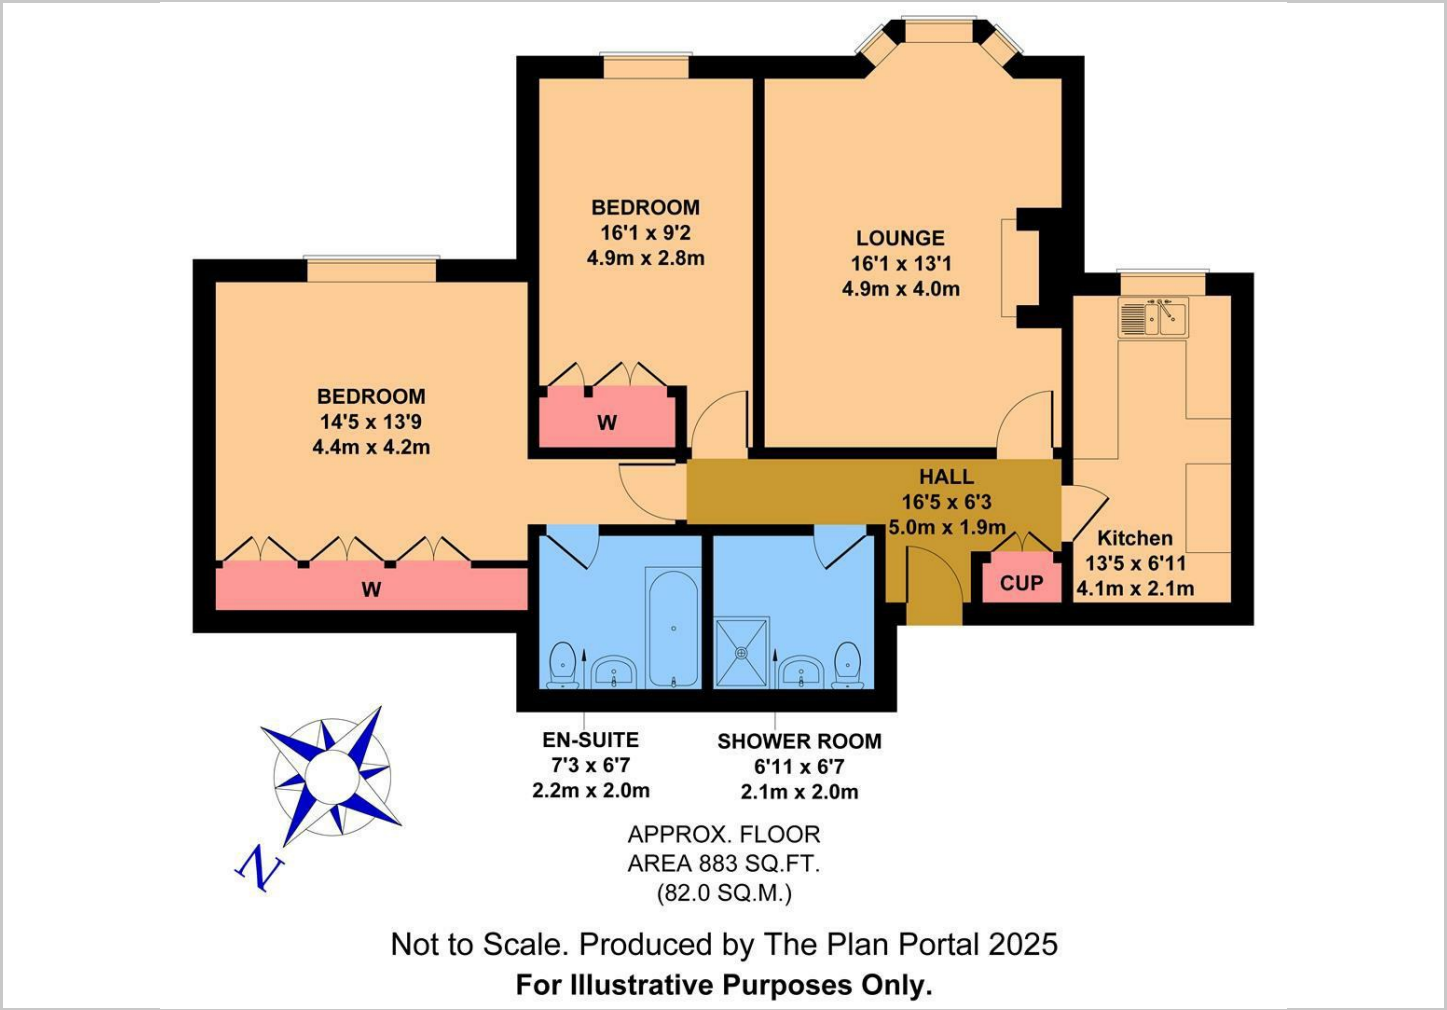 BEDROOM
16'1 x 9'2
4.9m x 2.8m
LOUNGE
16'1 x 13'1
4.9m x 4.0m
BEDROOM
14'5 x 13'9
4.4m x 4.2m
W
HALL
16'5 x 6'3
5.0m x 1.9m
Kitchen
13'5 x 6'11
4.1m x 2.1m
CUP
W
EN-SUITE
7'3 x 6'7
2.2m x 2.0m
SHOWER ROOM
6'11 x 6'7
2.1m x 2.0m
N
APPROX. FLOOR
AREA 883 SQ.FT.
(82.0 SQ.M.)
Not to Scale. Produced by The Plan Portal 2025
For Illustrative Purposes Only.